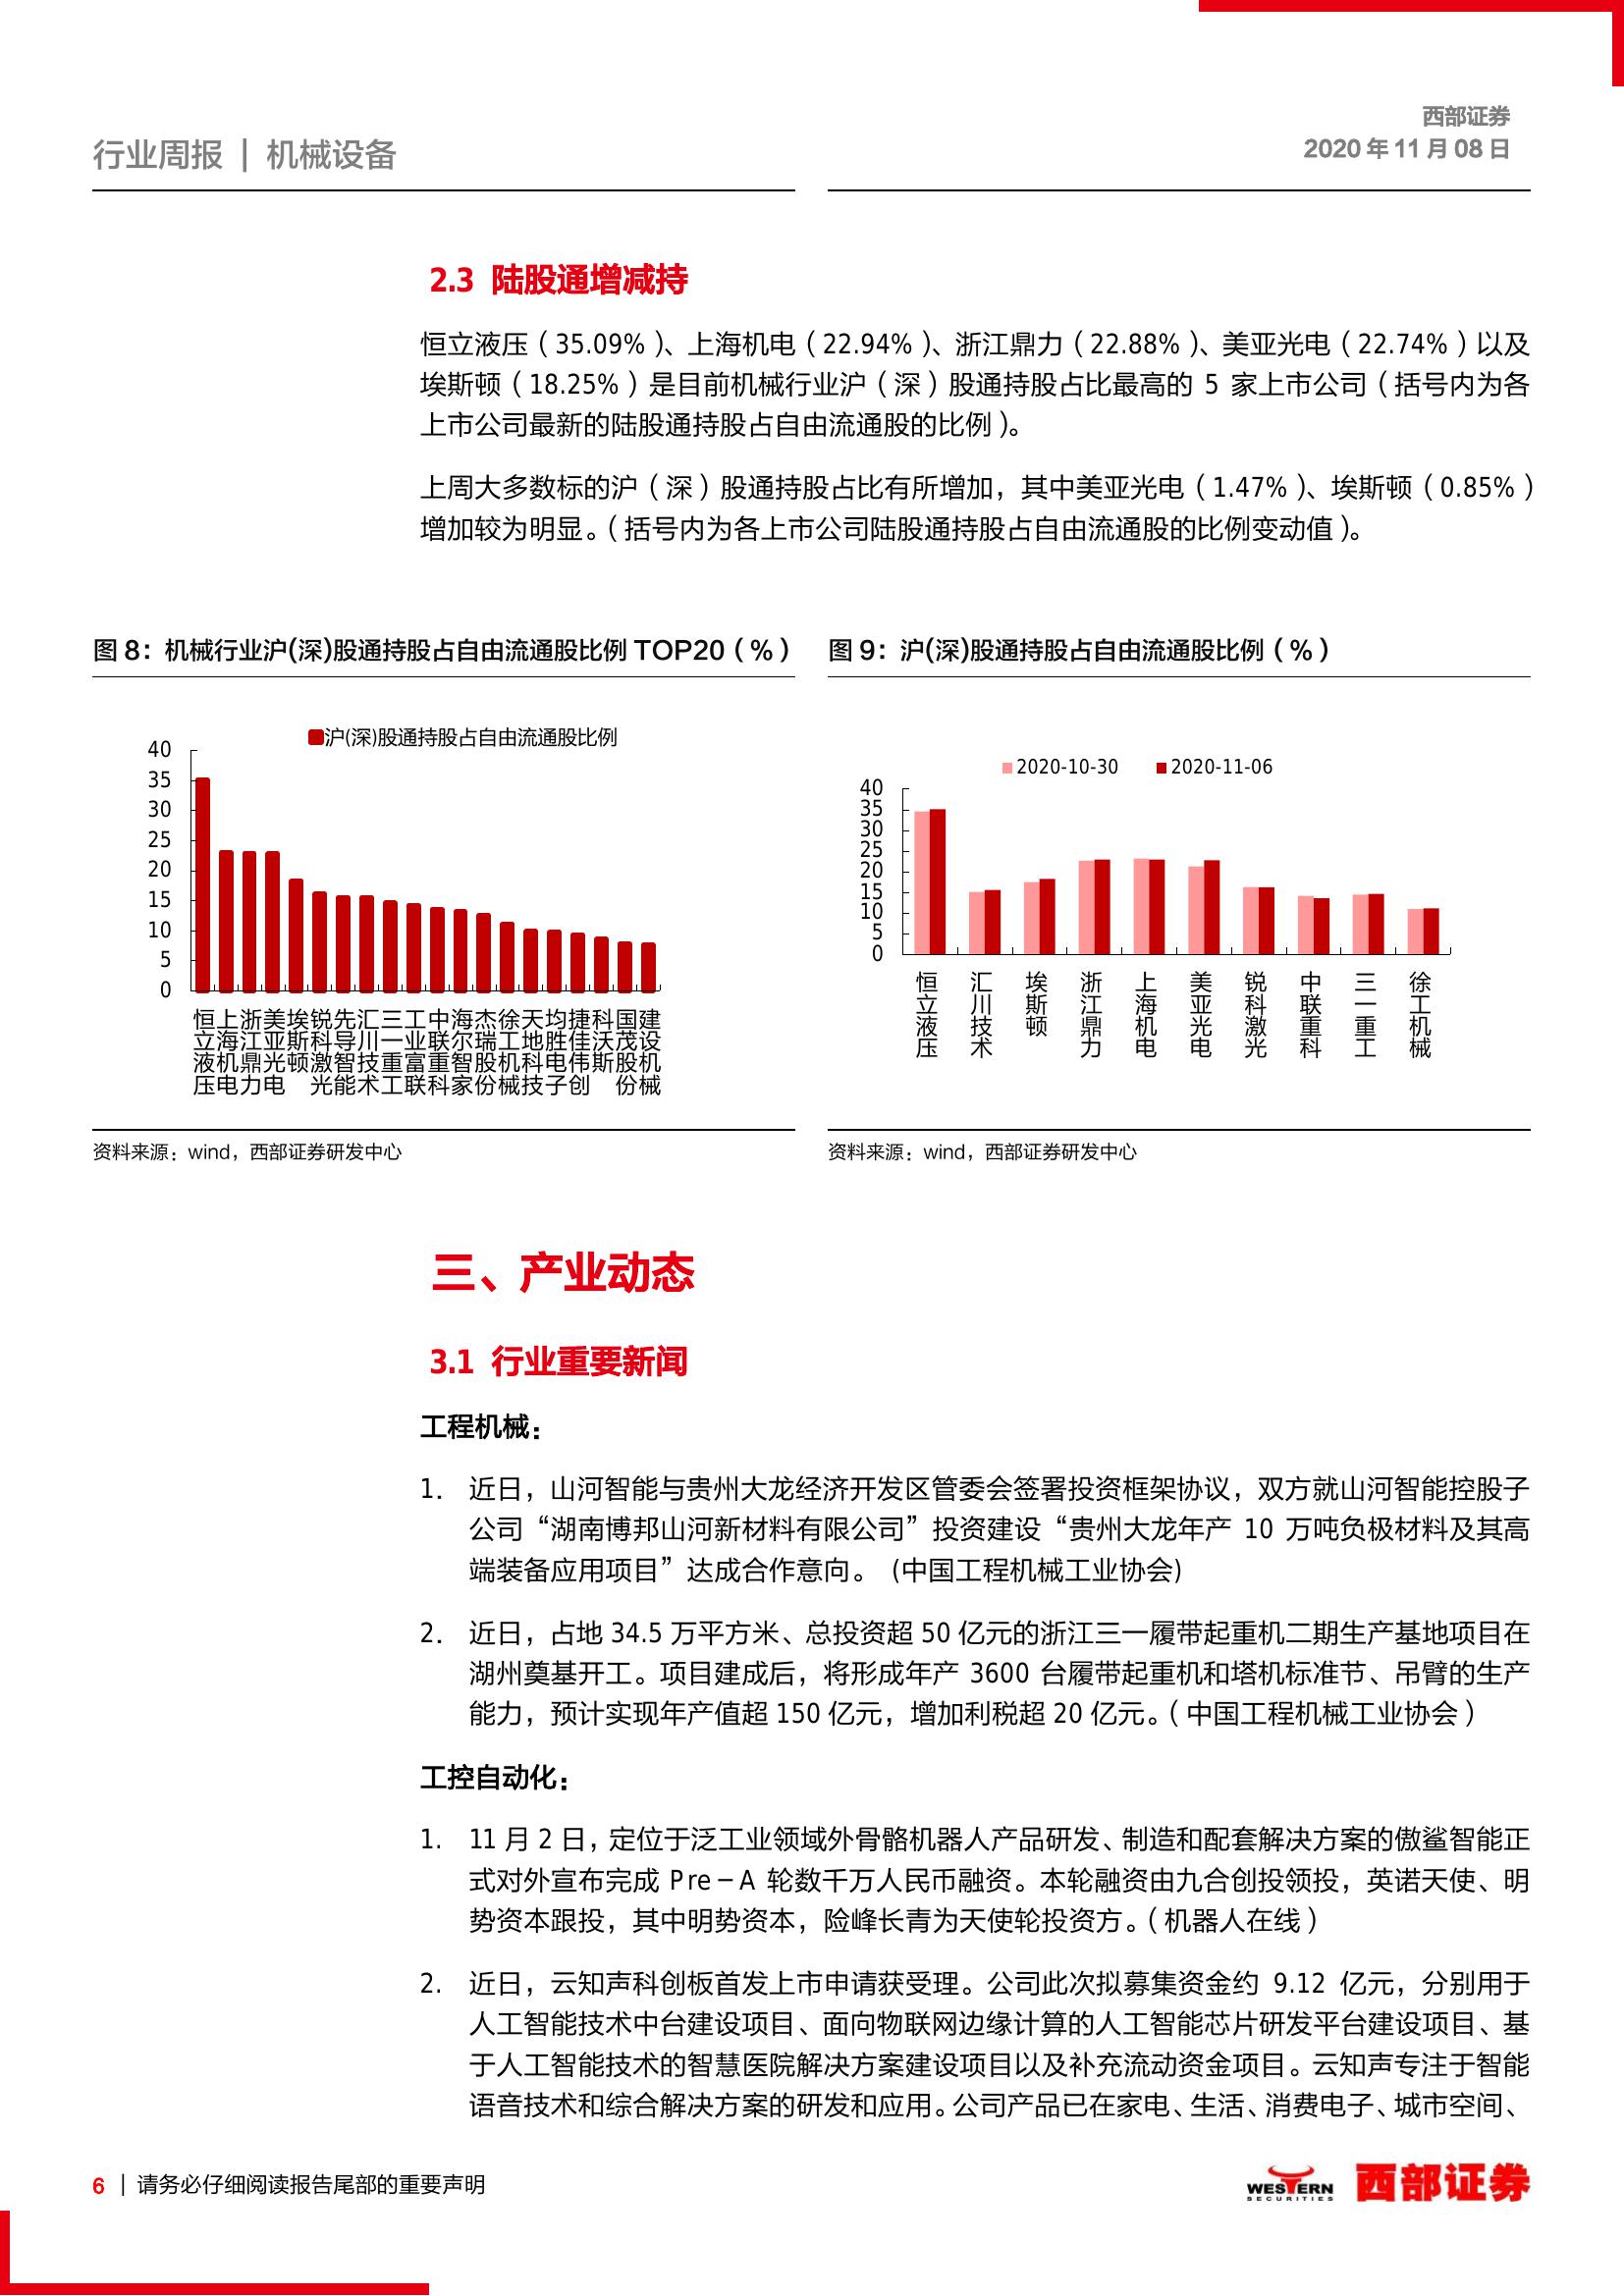 西部证券
行业周报 | 机械设备
2020 年 11 月 08 日
2.3 陆股通增减持
恒立液压（35.09%）、上海机电（22.94%）、浙江鼎力（22.88%）、美亚光电（22.74%）以及
埃斯顿（18.25%）是目前机械行业沪（深）股通持股占比最高的 5 家上市公司（括号内为各
上市公司最新的陆股通持股占自由流通股的比例）。
上周大多数标的沪（深）股通持股占比有所增加，其中美亚光电（1.47%）、埃斯顿（0.85%）
增加较为明显。（括号内为各上市公司陆股通持股占自由流通股的比例变动值）。
图 8：机械行业沪(深)股通持股占自由流通股比例 TOP20（%）
沪(深)股通持股占自由流通股比例
40
35
30
25
20
15
10
5
0
恒立液压
上海机电
浙江鼎力
美亚光电
埃斯顿
锐科激光
先导智能
汇川技术
三一重工
工业富联
中联重科
海尔智家
杰瑞股份
徐工机械
天地科技
均胜电子
捷佳伟创
科沃斯
国茂股份
建设机械
资料来源：wind，西部证券研发中心
图 9：沪(深)股通持股占自由流通股比例（%）
2020-10-30
2020-11-06
40
35
30
25
20
15
10
5
0
恒立液压
汇川技术
埃斯顿
浙江鼎力
上海机电
美亚光电
锐科激光
中联重科
三一重工
徐工机械
资料来源：wind，西部证券研发中心
三、产业动态
3.1 行业重要新闻
工程机械：
1. 近日，山河智能与贵州大龙经济开发区管委会签署投资框架协议，双方就山河智能控股子
公司“湖南博邦山河新材料有限公司”投资建设“贵州大龙年产 10 万吨负极材料及其高
端装备应用项目”达成合作意向。 (中国工程机械工业协会)
2. 近日，占地 34.5 万平方米、总投资超 50 亿元的浙江三一履带起重机二期生产基地项目在
湖州奠基开工。项目建成后，将形成年产 3600 台履带起重机和塔机标准节、吊臂的生产
能力，预计实现年产值超 150 亿元，增加利税超 20 亿元。（中国工程机械工业协会）
工控自动化：
1. 11 月 2 日，定位于泛工业领域外骨骼机器人产品研发、制造和配套解决方案的傲鲨智能正
式对外宣布完成 Pre－A 轮数千万人民币融资。本轮融资由九合创投领投，英诺天使、明
势资本跟投，其中明势资本，险峰长青为天使轮投资方。（机器人在线）
2. 近日，云知声科创板首发上市申请获受理。公司此次拟募集资金约 9.12 亿元，分别用于
人工智能技术中台建设项目、面向物联网边缘计算的人工智能芯片研发平台建设项目、基
于人工智能技术的智慧医院解决方案建设项目以及补充流动资金项目。云知声专注于智能
语音技术和综合解决方案的研发和应用。公司产品已在家电、生活、消费电子、城市空间、
6 | 请务必仔细阅读报告尾部的重要声明
WESTERN
SECURITIES
西部证券